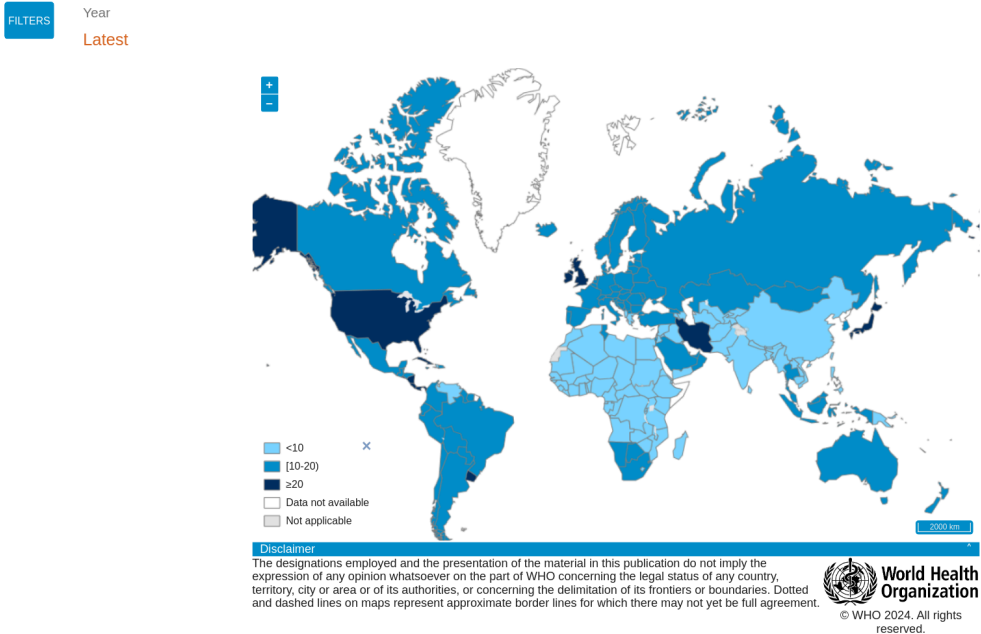 FILTERS
Year
Latest
+
−
<10
[10-20)
≥20
Data not available
Not applicable
2000 km
Disclaimer
^
The designations employed and the presentation of the material in this publication do not imply the
expression of any opinion whatsoever on the part of WHO concerning the legal status of any country,
territory, city or area or of its authorities, or concerning the delimitation of its frontiers or boundaries. Dotted
and dashed lines on maps represent approximate border lines for which there may not yet be full agreement.
World Health
Organization
© WHO 2024. All rights
reserved.